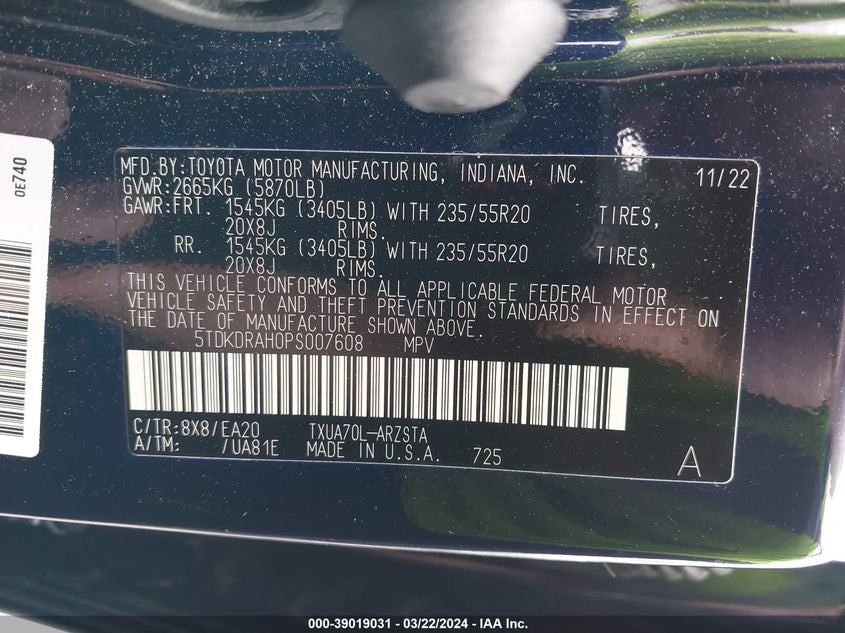 0E740
MFD.BY:TOYOTA MOTOR MANUFACTURING, INDIANA, INC. 11/22
GVWR:2665KG (5870LB)
GAWR:FRT. 1545KG (3405LB) WITH 235/55R20 TIRES,
20X8J RIMS.
RR. 1545KG (3405LB) WITH 235/55R20 TIRES,
20X8J RIMS.
THIS VEHICLE CONFORMS TO ALL APPLICABLE FEDERAL MOTOR
VEHICLE SAFETY AND THEFT PREVENTION STANDARDS IN EFFECT ON
THE DATE OF MANUFACTURE SHOWN ABOVE.
5TDKDRAH0PS007608 MPV
C/TR:8X8/EA20 TXUA70L-ARZSTA
A/TM: /UA81E MADE IN U.S.A. 725 A
000-39019031 - 03/22/2024 - IAA Inc.